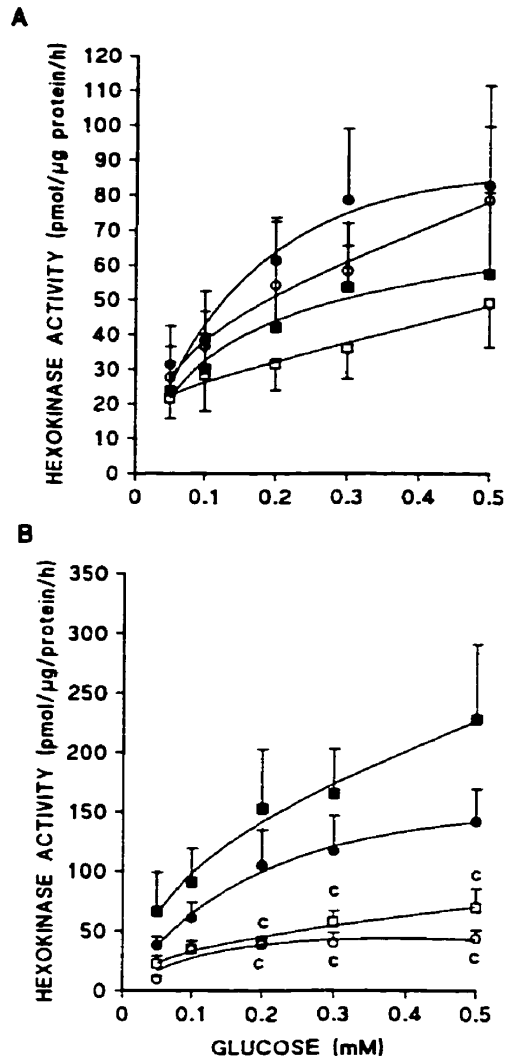 A
HEXOKINASE ACTIVITY (pmol/µg protein/h)
120
110
100
90
80
70
60
50
40
30
20
10
0
0 0.1 0.2 0.3 0.4 0.5
B
HEXOKINASE ACTIVITY (pmol/µg/protein/h)
350
300
250
200
150
100
50
0
c c c
c c c
0 0.1 0.2 0.3 0.4 0.5
GLUCOSE (mM)